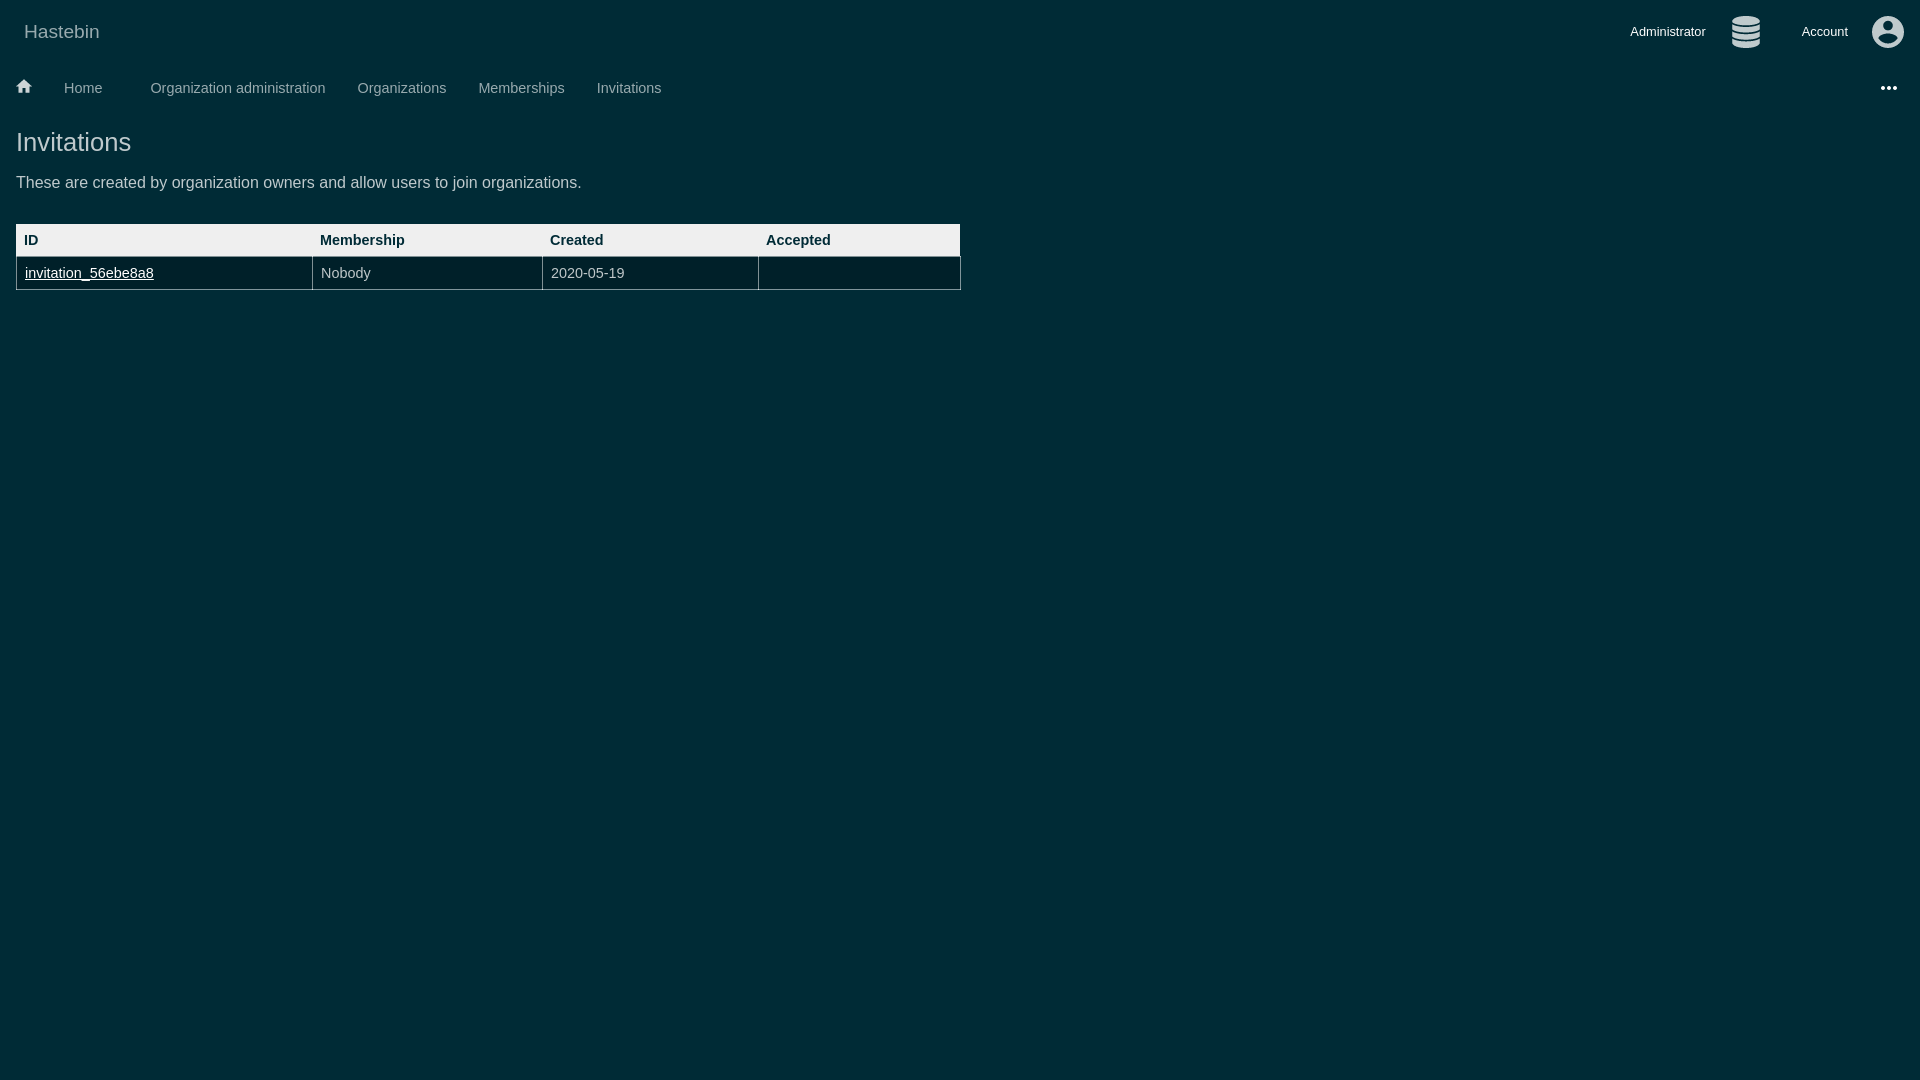 Hastebin
Administrator
Account
Home
Organization administration
Organizations
Memberships
Invitations
Invitations
These are created by organization owners and allow users to join organizations.
ID Membership Created Accepted
invitation_56ebe8a8 Nobody 2020-05-19